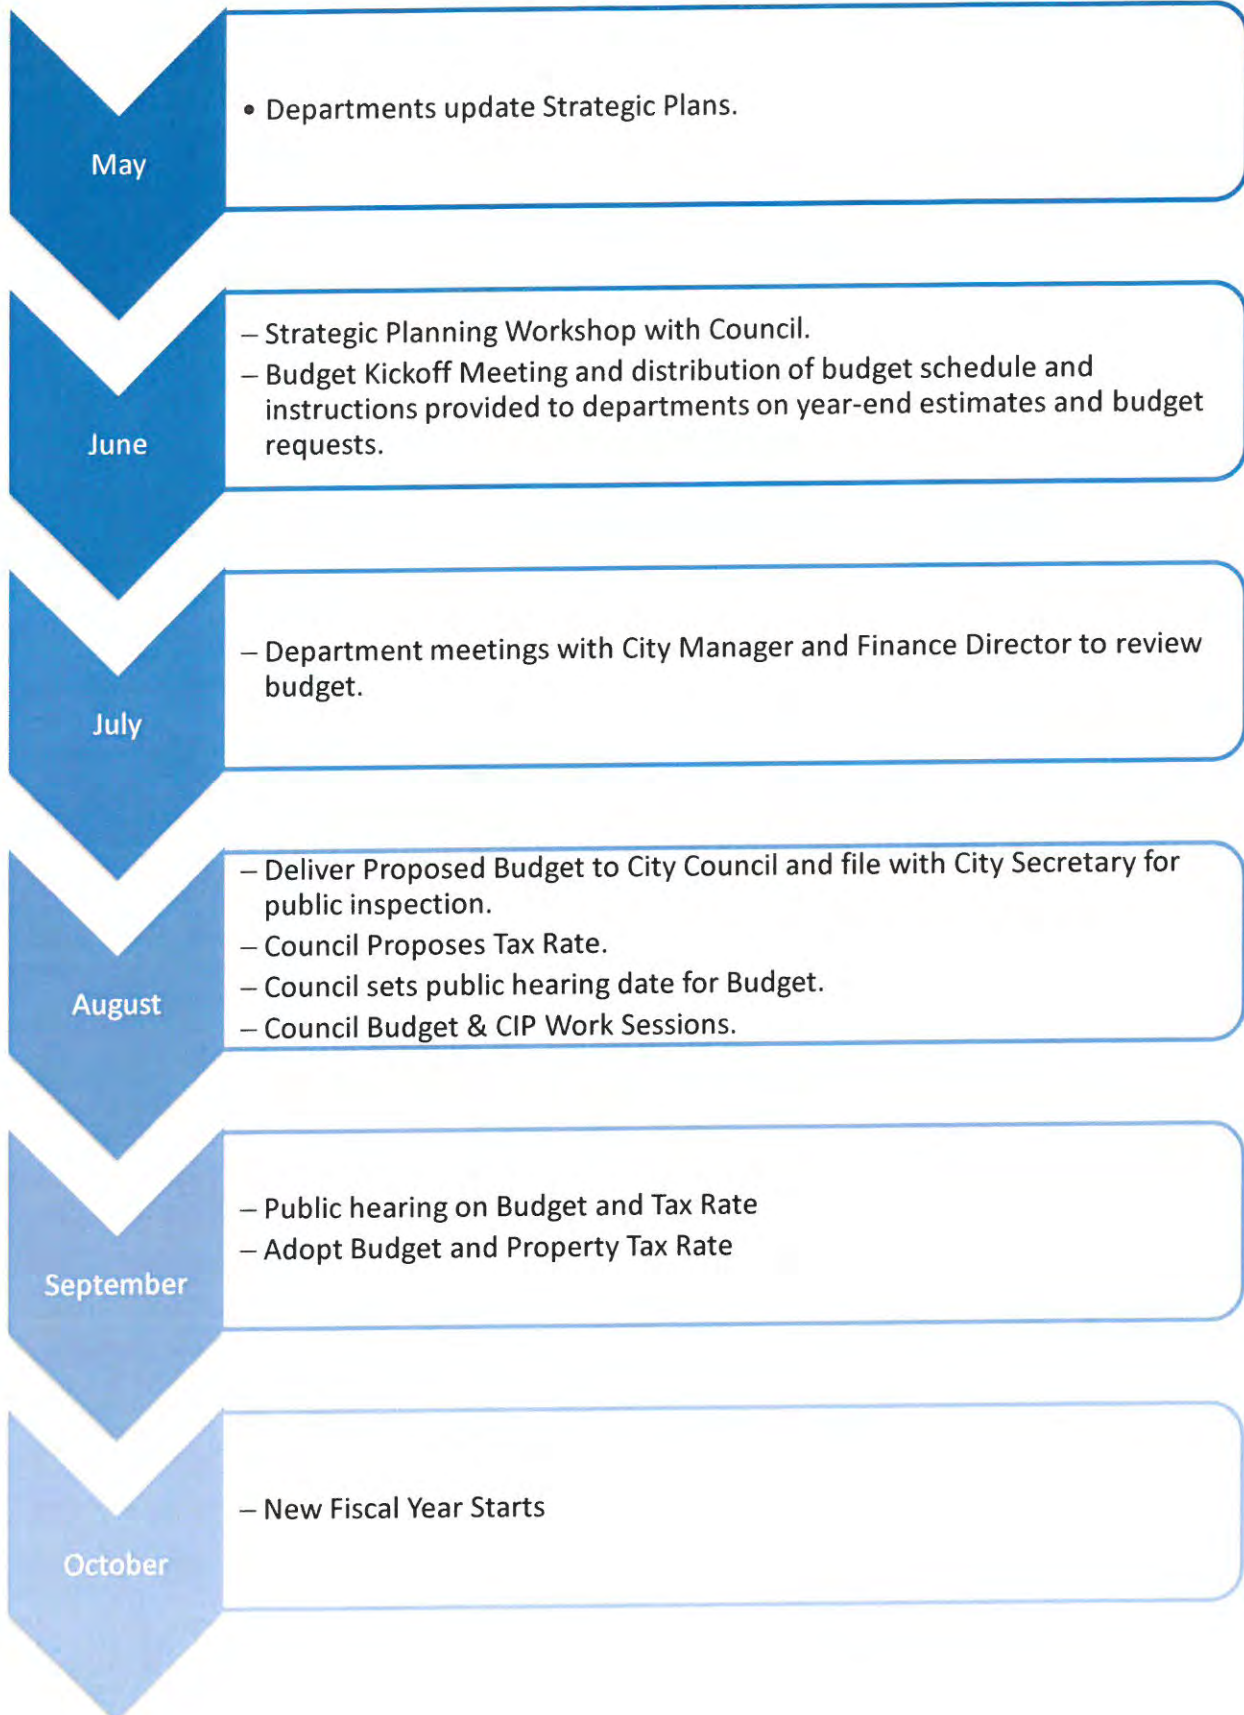 May
• Departments update Strategic Plans.
June
– Strategic Planning Workshop with Council.
– Budget Kickoff Meeting and distribution of budget schedule and
instructions provided to departments on year-end estimates and budget
requests.
July
– Department meetings with City Manager and Finance Director to review
budget.
August
– Deliver Proposed Budget to City Council and file with City Secretary for
public inspection.
– Council Proposes Tax Rate.
– Council sets public hearing date for Budget.
– Council Budget & CIP Work Sessions.
September
– Public hearing on Budget and Tax Rate
– Adopt Budget and Property Tax Rate
October
– New Fiscal Year Starts